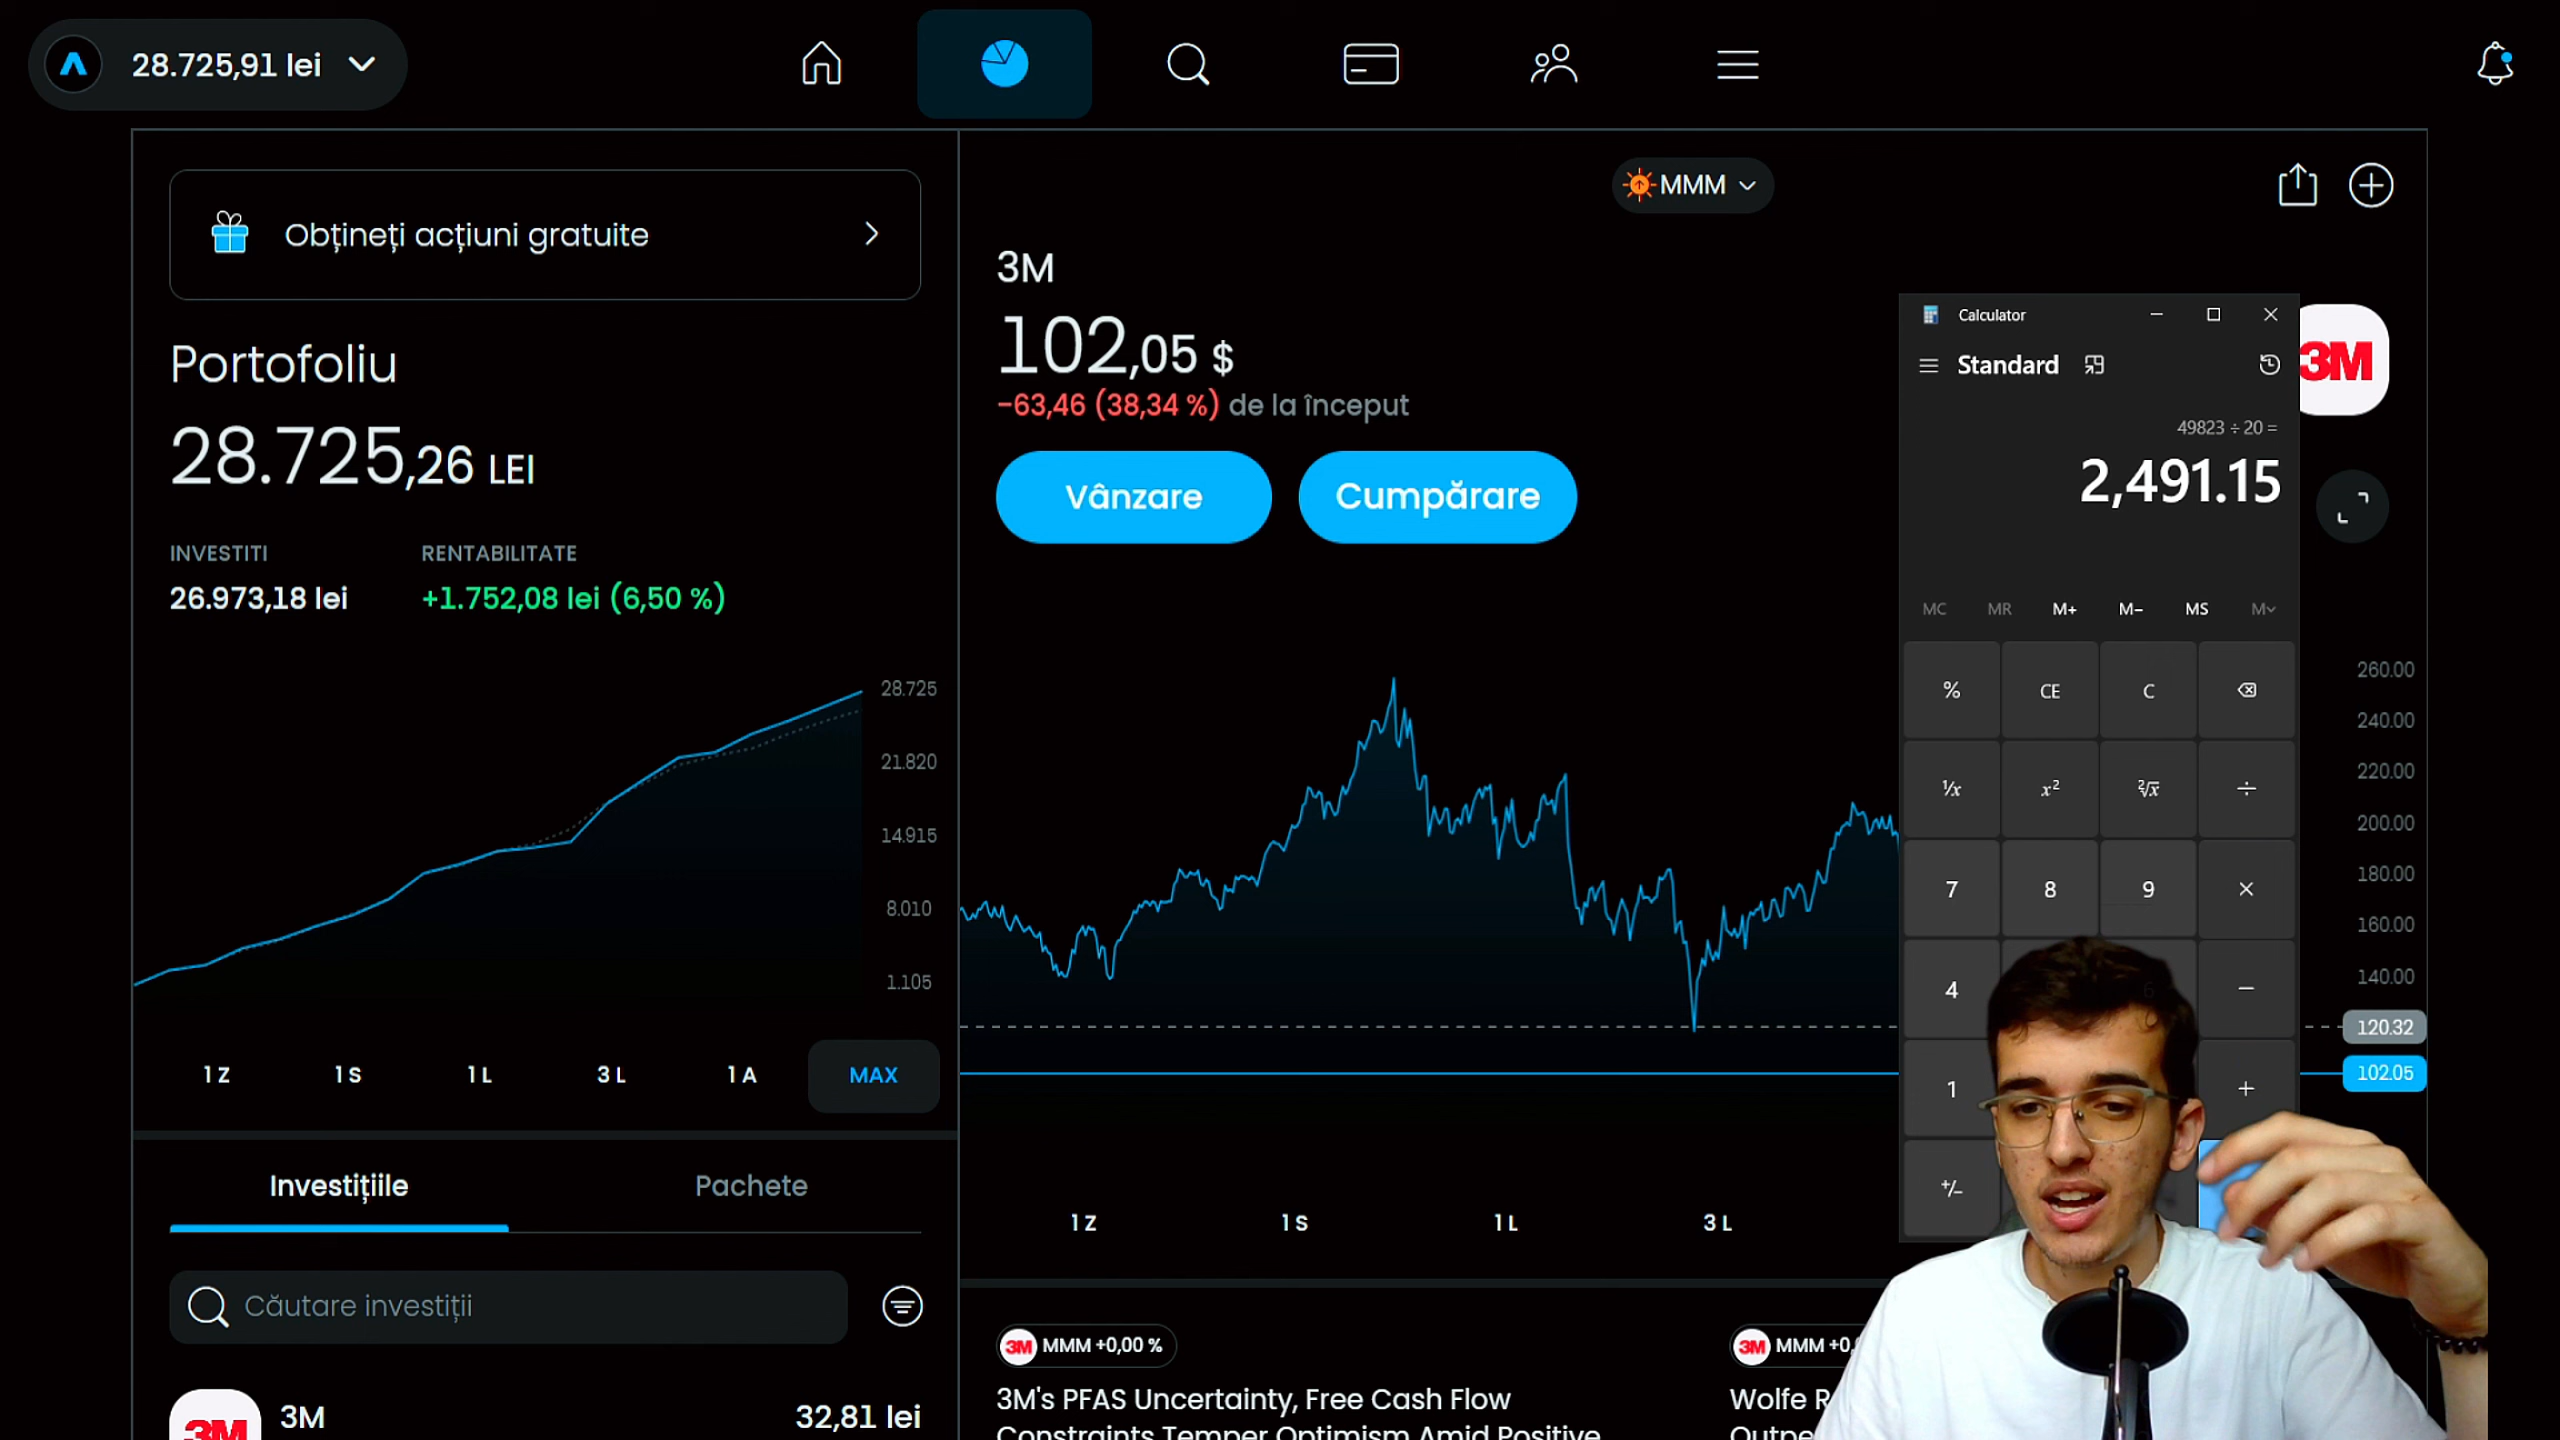 28.725,91 lei
Obțineți acțiuni gratuite
Portofoliu
28.725,26 LEI
INVESTITI
RENTABILITATE
26.973,18 lei
+1.752,08 lei (6,50 %)
28.725
21.820
14.915
8.010
1.105
1 Z
1 S
1 L
3 L
1 A
MAX
Investițiile
Pachete
Căutare investiții
3M
3M
32,81 lei
MMM
3M
102,05 $
−63,46 (38,34 %) de la început
Vânzare
Cumpărare
3M
260.00
240.00
220.00
200.00
180.00
160.00
140.00
120.32
102.05
1 Z
1 S
1 L
3 L
3M MMM +0,00 %
3M's PFAS Uncertainty, Free Cash Flow
Constraints Temper Optimism Amid Positive
3M MMM +0,
Wolfe
Calculator
Standard
49823 ÷ 20 =
2,491.15
MC
MR
M+
M−
MS
M
%
CE
C
¹/x
x²
²√x
÷
7
8
9
×
4
6
−
1
+
+/−